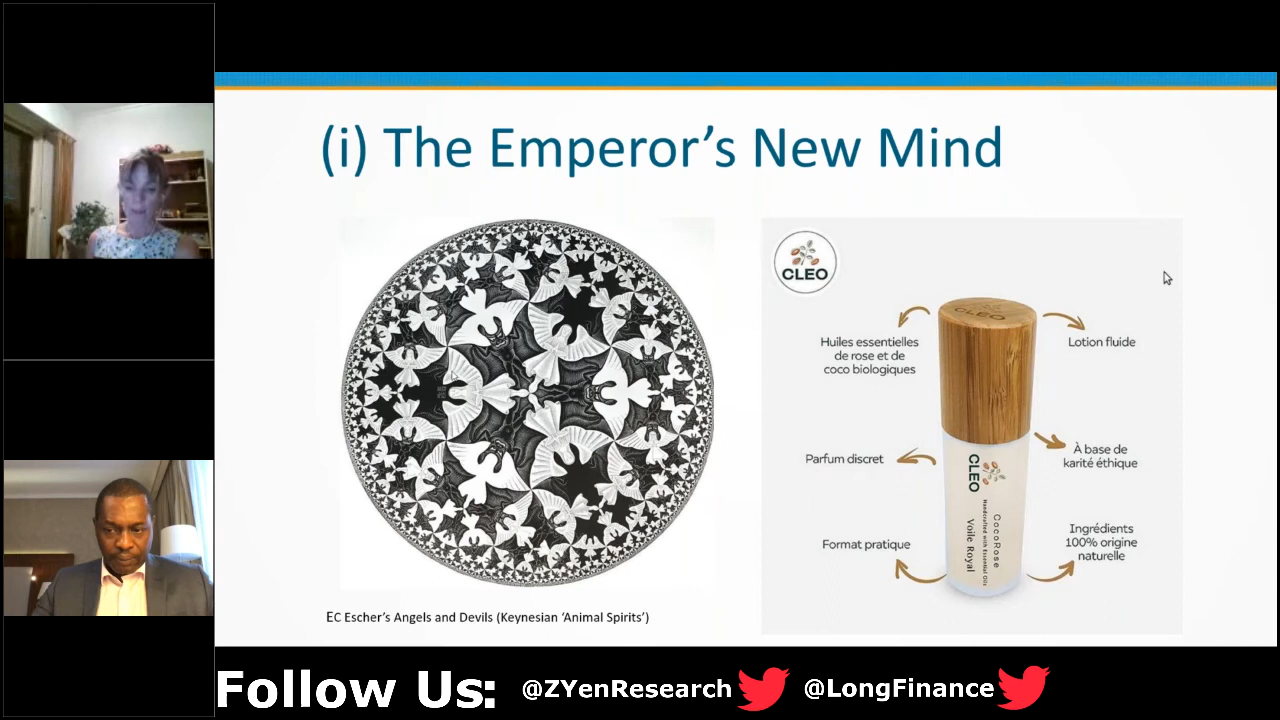 (i) The Emperor’s New Mind
CLEO
CLEO
Huiles essentielles
de rose et de
coco biologiques
Lotion fluide
Parfum discret
À base de
karité éthique
Format pratique
Ingrédients
100% origine
naturelle
CLEO
CocoRose
Handcrafted with Essential Oils
Voile Royal
EC Escher’s Angels and Devils (Keynesian ‘Animal Spirits’)
Follow Us: @ZYenResearch @LongFinance